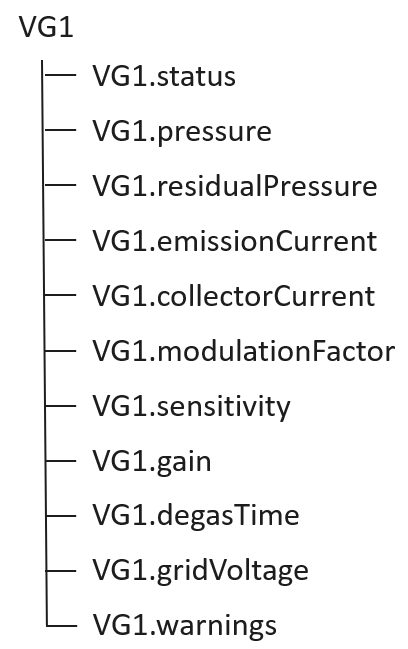 VG1
VG1.status
VG1.pressure
VG1.residualPressure
VG1.emissionCurrent
VG1.collectorCurrent
VG1.modulationFactor
VG1.sensitivity
VG1.gain
VG1.degasTime
VG1.gridVoltage
VG1.warnings